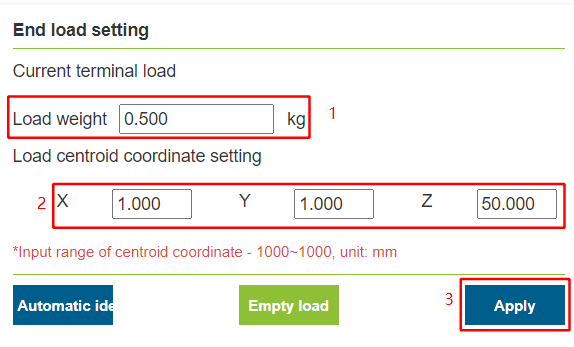 End load setting
Current terminal load
Load weight 0.500 kg 1
Load centroid coordinate setting
2 X 1.000 Y 1.000 Z 50.000
*Input range of centroid coordinate - 1000~1000, unit: mm
Automatic ide Empty load 3 Apply